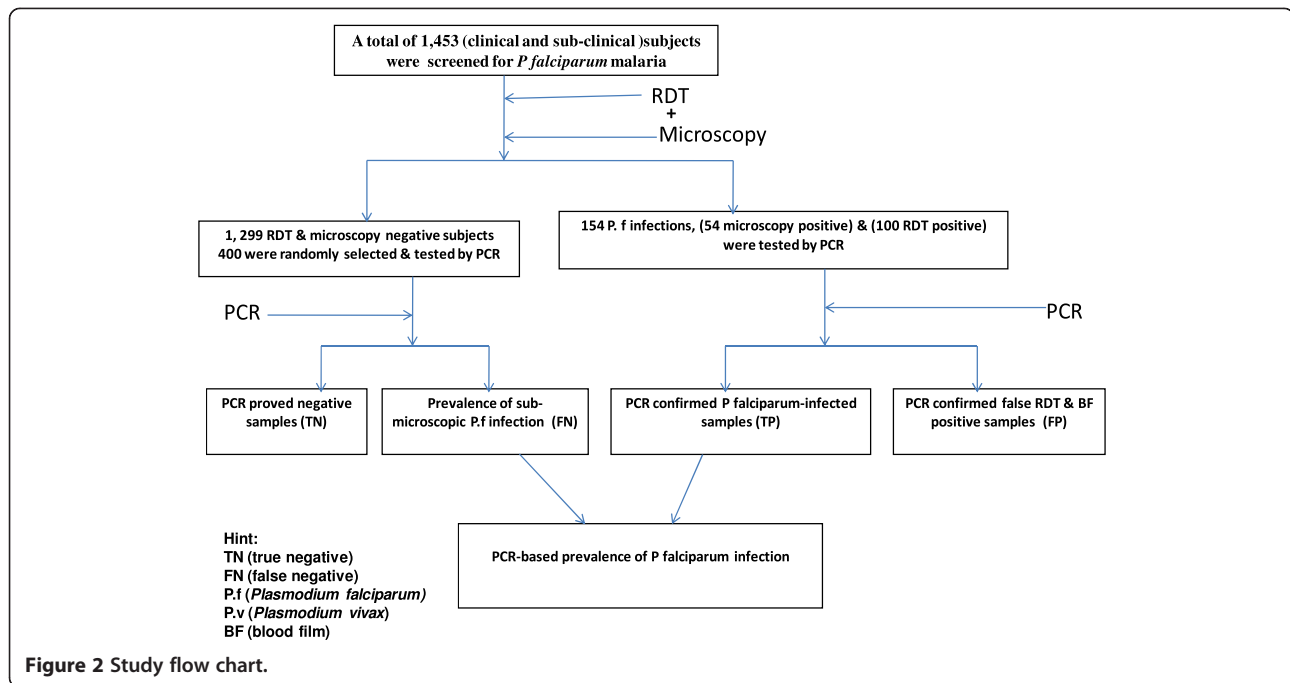 A total of 1,453 (clinical and sub-clinical )subjects
were screened for P falciparum malaria
RDT
+
Microscopy
1, 299 RDT & microscopy negative subjects
400 were randomly selected & tested by PCR
154 P. f infections, (54 microscopy positive) & (100 RDT positive)
were tested by PCR
PCR
PCR
PCR proved negative
samples (TN)
Prevalence of sub-
microscopic P.f infection (FN)
PCR confirmed P falciparum-infected
samples (TP)
PCR confirmed false RDT & BF
positive samples (FP)
PCR-based prevalence of P falciparum infection
Hint:
TN (true negative)
FN (false negative)
P.f (Plasmodium falciparum)
P.v (Plasmodium vivax)
BF (blood film)
Figure 2 Study flow chart.